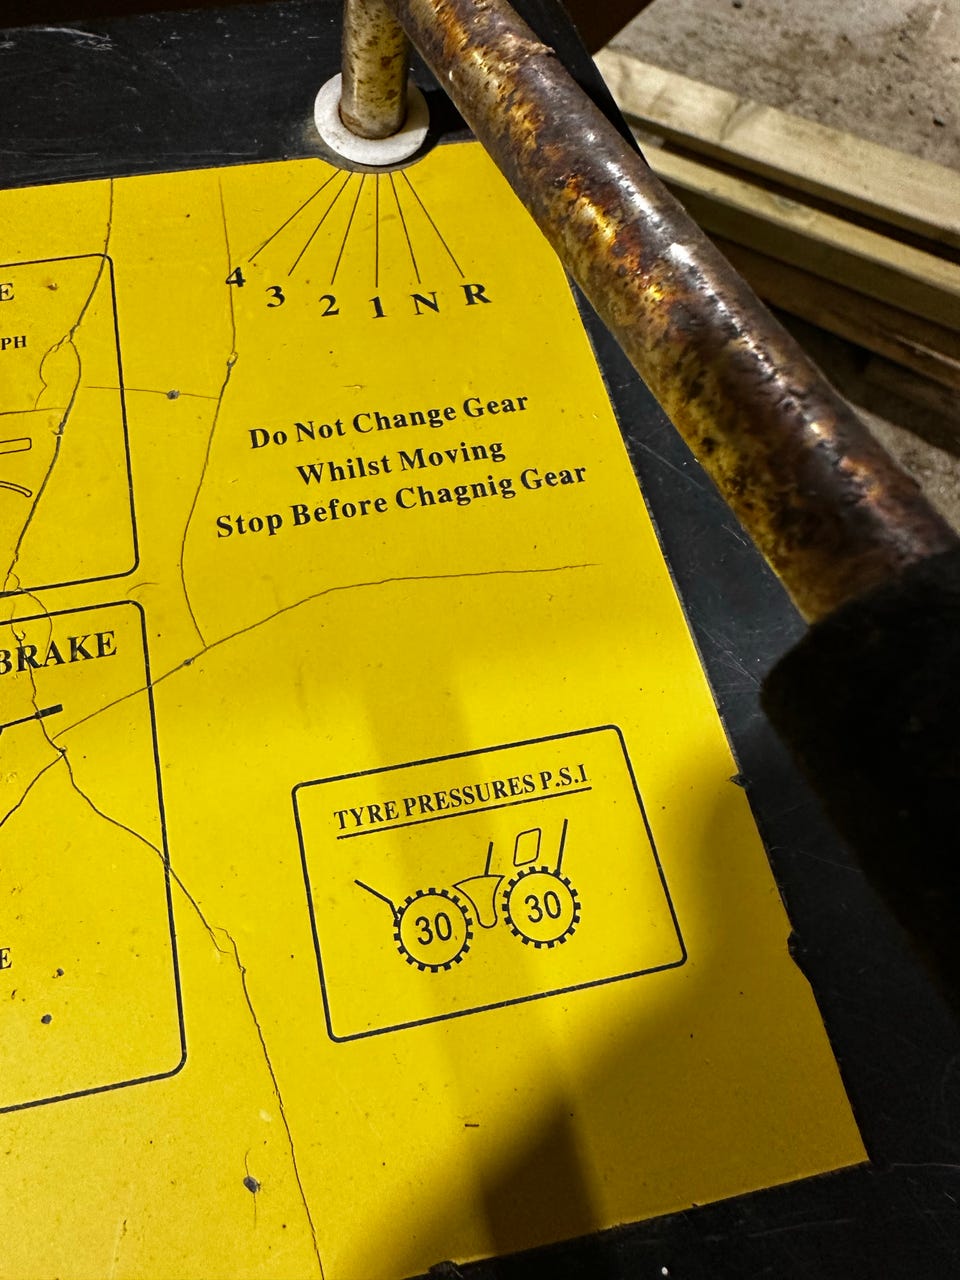 E
PH
4 3 2 1 N R
Do Not Change Gear
Whilst Moving
Stop Before Chagnig Gear
BRAKE
TYRE PRESSURES P.S.I
30 30
E